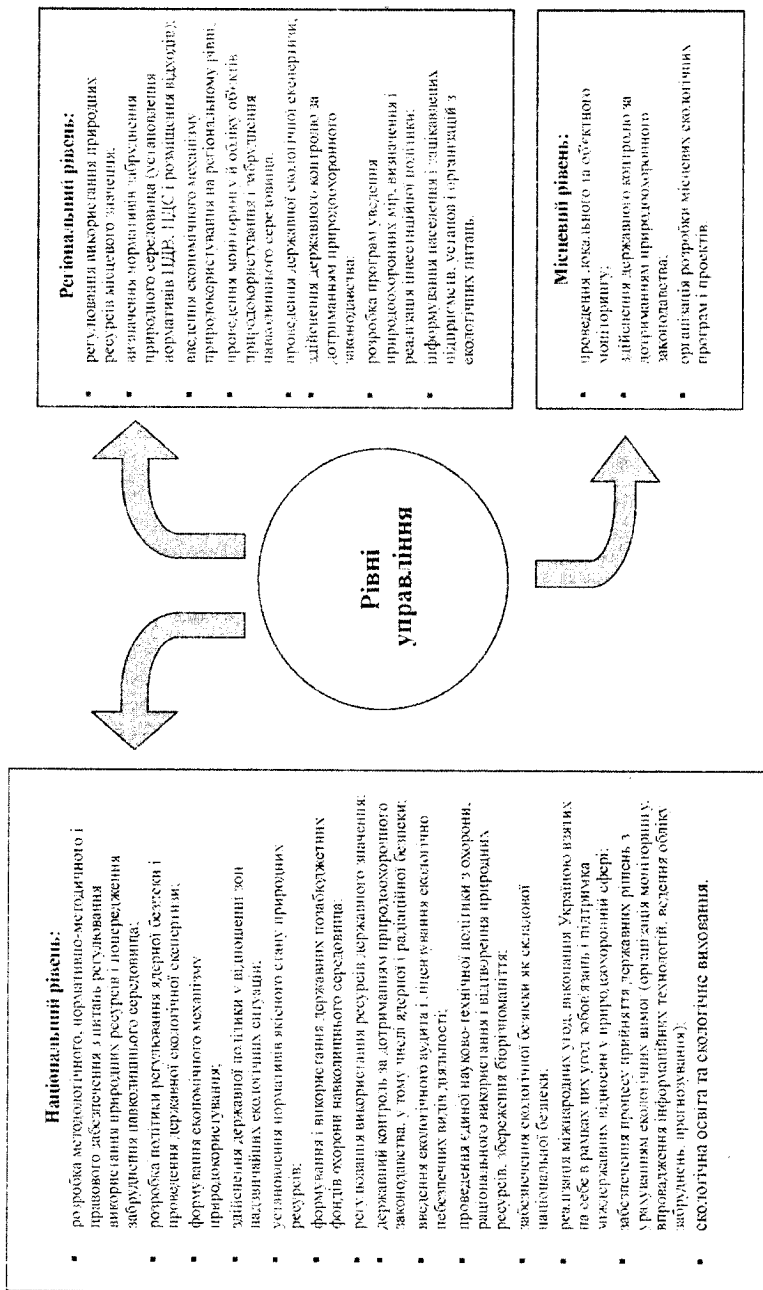 Національний рівень:
розробка методологічного, нормативно-методичного і
правового забезпечення з питань регулювання
використання природних ресурсів і попередження
забруднення навколишнього середовища;
розробка політики регулювання ядерної безпеки і
проведення державної екологічної експертизи;
формування економічного механізму
природокористування;
здійснення державної політики у відношенні зон
надзвичайних екологічних ситуацій;
установлення нормативів якісного стану природних
ресурсів;
формування і використання державних позабюджетних
фондів охорони навколишнього середовища;
регулювання використання ресурсів державного значення;
державний контроль за дотриманням природоохоронного
законодавства, у тому числі ядерної і радіаційної безпеки;
введення екологічного аудита і ліцензування екологічно
небезпечних видів діяльності;
проведення єдиної науково-технічної політики з охорони,
раціонального використання і відтворення природних
ресурсів, збереження біорізноманіття;
забезпечення екологічної безпеки як складової
національної безпеки.
реалізація міжнародних угод, виконання Україною взятих
на себе в рамках цих угод зобов'язань і підтримка
міждержавних відносин у природоохоронній сфері;
забезпечення процесу прийняття державних рішень з
урахуванням екологічних вимог (організація моніторингу,
впровадження інформаційних технологій, ведення обліку
забруднень, прогнозування);
екологічна освіта та екологічне виховання.
Рівні
управління
Регіональний рівень:
регулювання використання природних
ресурсів місцевого значення;
визначення нормативів забруднення
природного середовища (установлення
нормативів ПДВ, ПДС і розміщення відходів);
введення економічного механізму
природокористування на регіональному рівні;
проведення моніторингу й обліку об'єктів
природокористування і забруднення
навколишнього середовища;
проведення державної екологічної експертизи;
здійснення державного контролю за
дотриманням природоохоронного
законодавства;
розробка програм уведення
природоохоронних мір, визначення і
реалізація інвестиційної політики;
інформування населення і зацікавлених
підприємств, установ і організацій з
екологічних питань.
Місцевий рівень:
проведення локального та об'єктного
моніторингу;
здійснення державного контролю за
дотриманням природоохоронного
законодавства;
організація розробки місцевих екологічних
програм і проектів.